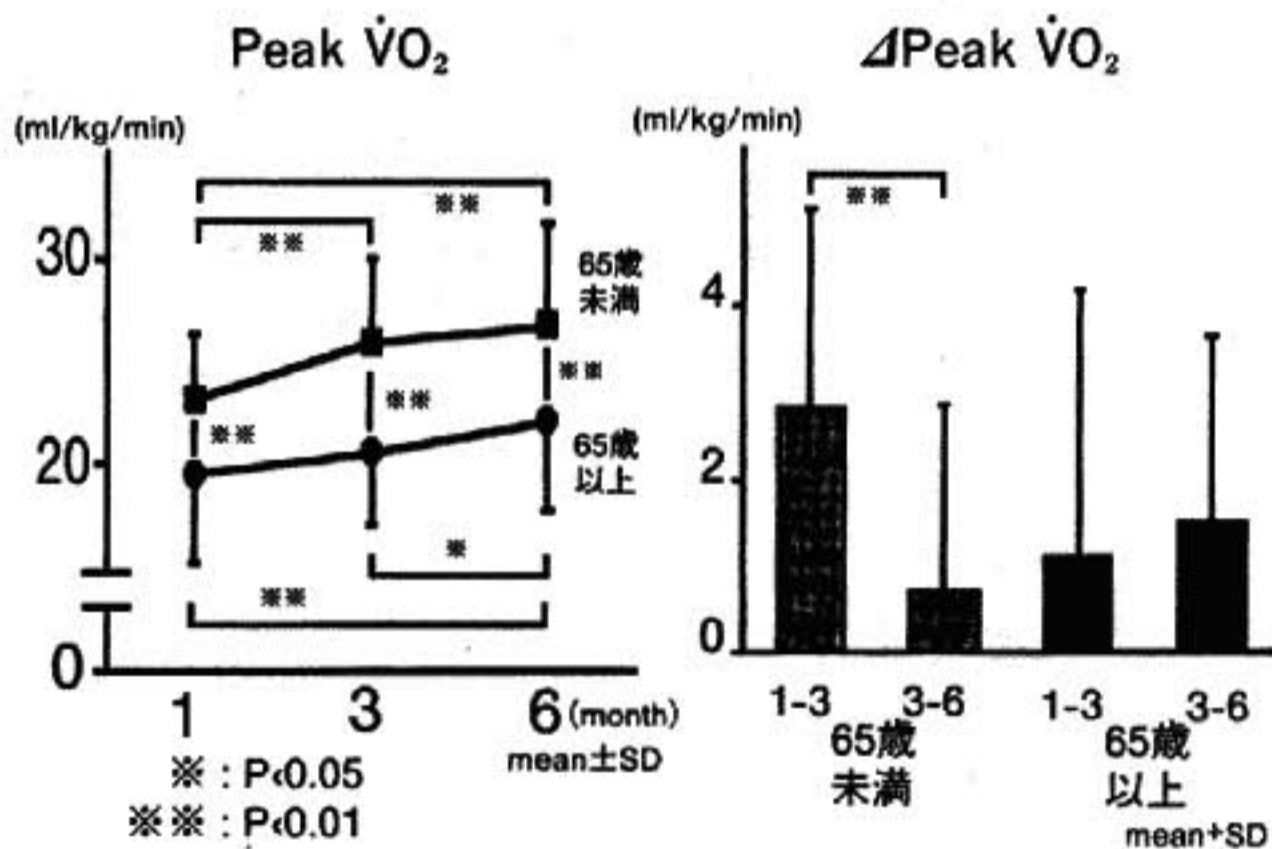 Peak V̇O₂
(ml/kg/min)
30
20
0
※※
※※
65歳
未満
※※
※※
※※
65歳
以上
※
※※
1 3 6 (month)
mean±SD
※ : P<0.05
※※ : P<0.01
ΔPeak V̇O₂
(ml/kg/min)
4
2
0
※※
1-3 3-6 1-3 3-6
65歳 65歳
未満 以上
mean+SD